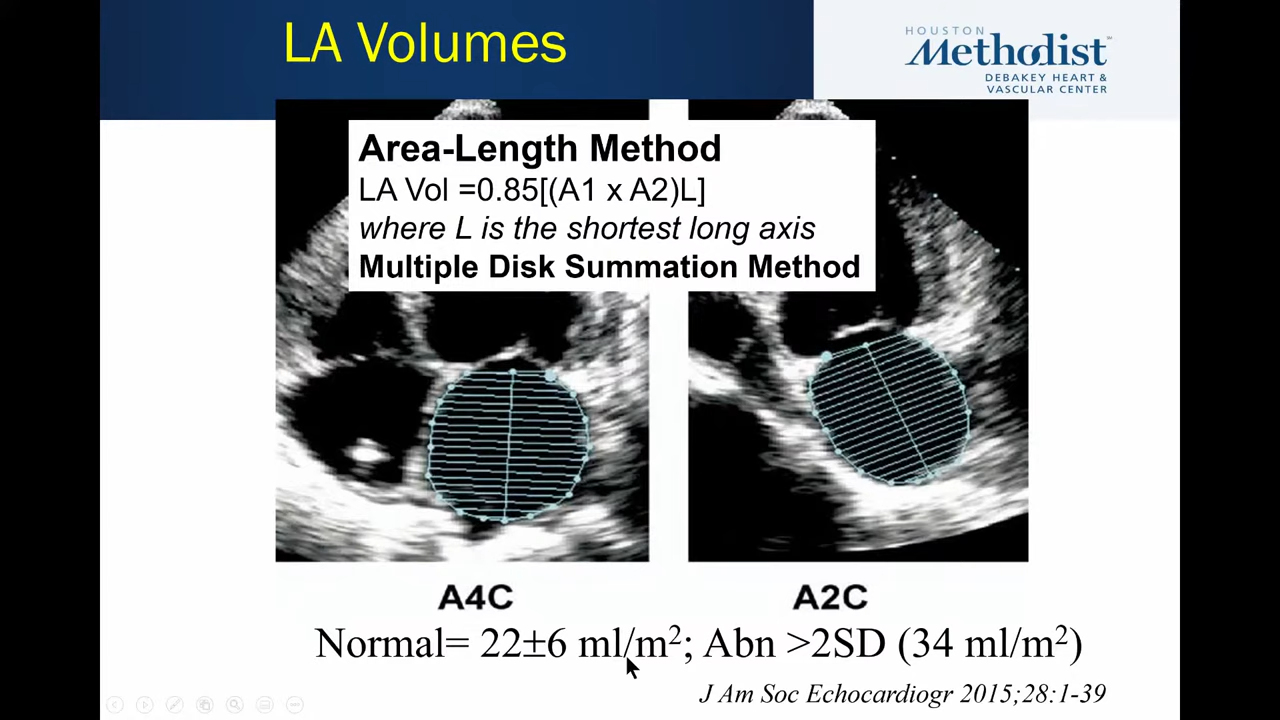 LA Volumes
HOUSTON
Methodist
DEBAKEY HEART &
VASCULAR CENTER
Area-Length Method
LA Vol =0.85[(A1 x A2)L]
where L is the shortest long axis
Multiple Disk Summation Method
A4C
A2C
Normal= 22±6 ml/m²; Abn >2SD (34 ml/m²)
J Am Soc Echocardiogr 2015;28:1-39